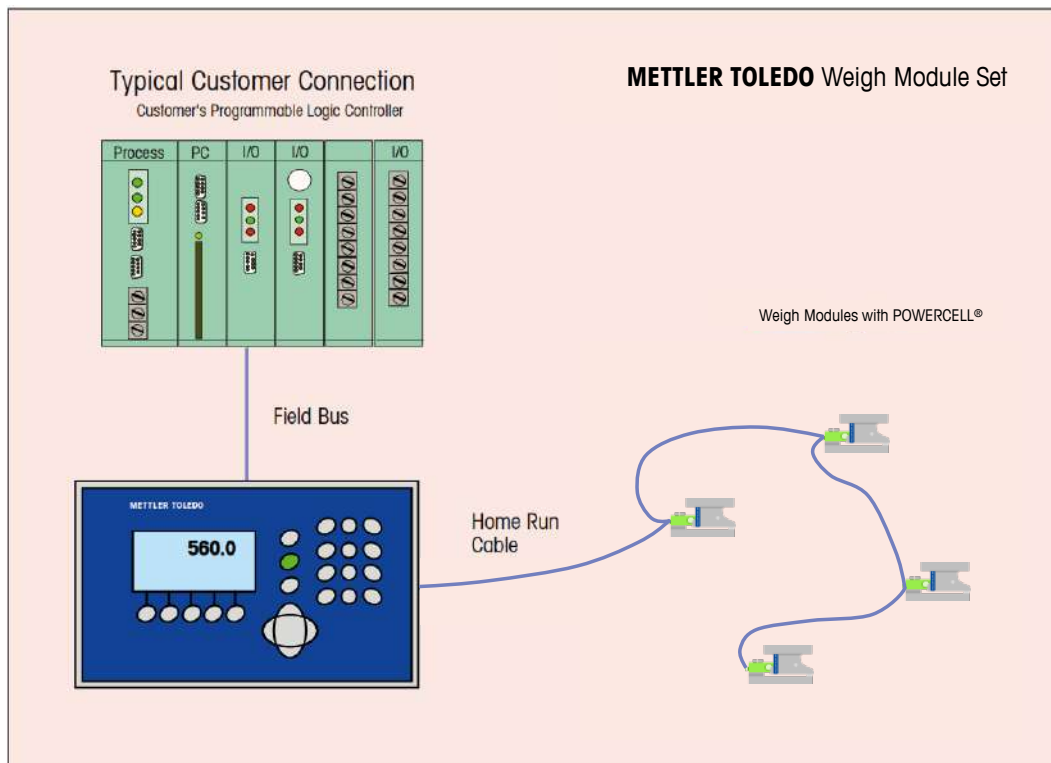 Typical Customer Connection
Customer's Programmable Logic Controller
METTLER TOLEDO Weigh Module Set
Process PC I/O I/O I/O
Weigh Modules with POWERCELL®
Field Bus
METTLER TOLEDO
560.0
Home Run
Cable